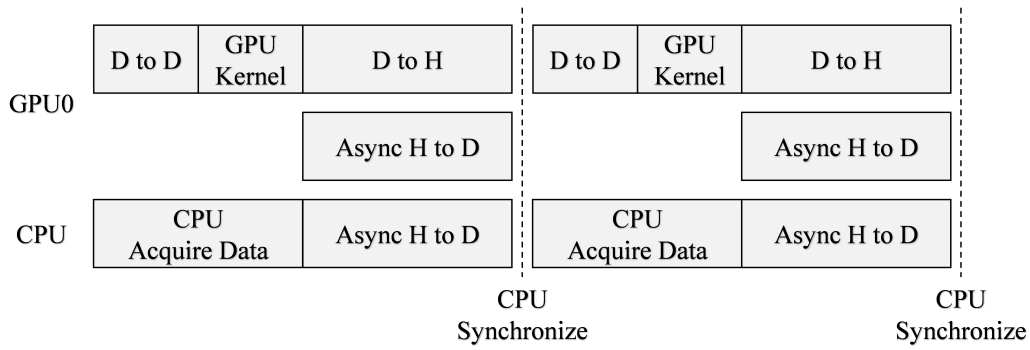 D to D
GPU
Kernel
D to H
D to D
GPU
Kernel
D to H
GPU0
Async H to D
Async H to D
CPU
CPU
Acquire Data
Async H to D
CPU
Acquire Data
Async H to D
CPU
Synchronize
CPU
Synchronize